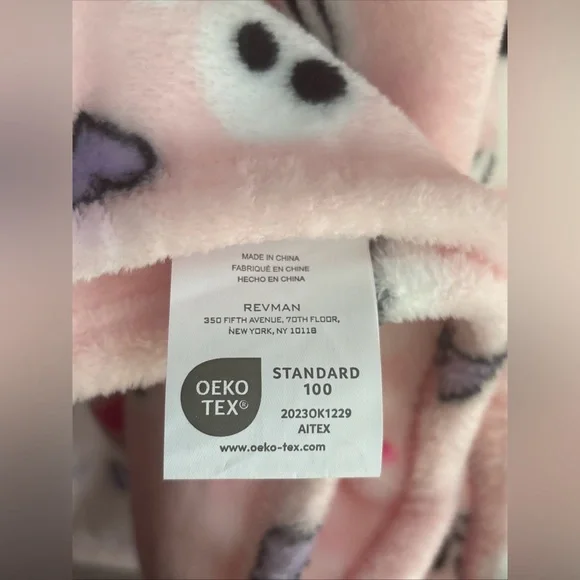 MADE IN CHINA
FABRIQUÉ EN CHINE
HECHO EN CHINA
REVMAN
350 FIFTH AVENUE, 70TH FLOOR,
NEW YORK, NY 10118
OEKO
TEX®
STANDARD
100
2023OK1229
AITEX
www.oeko-tex.com